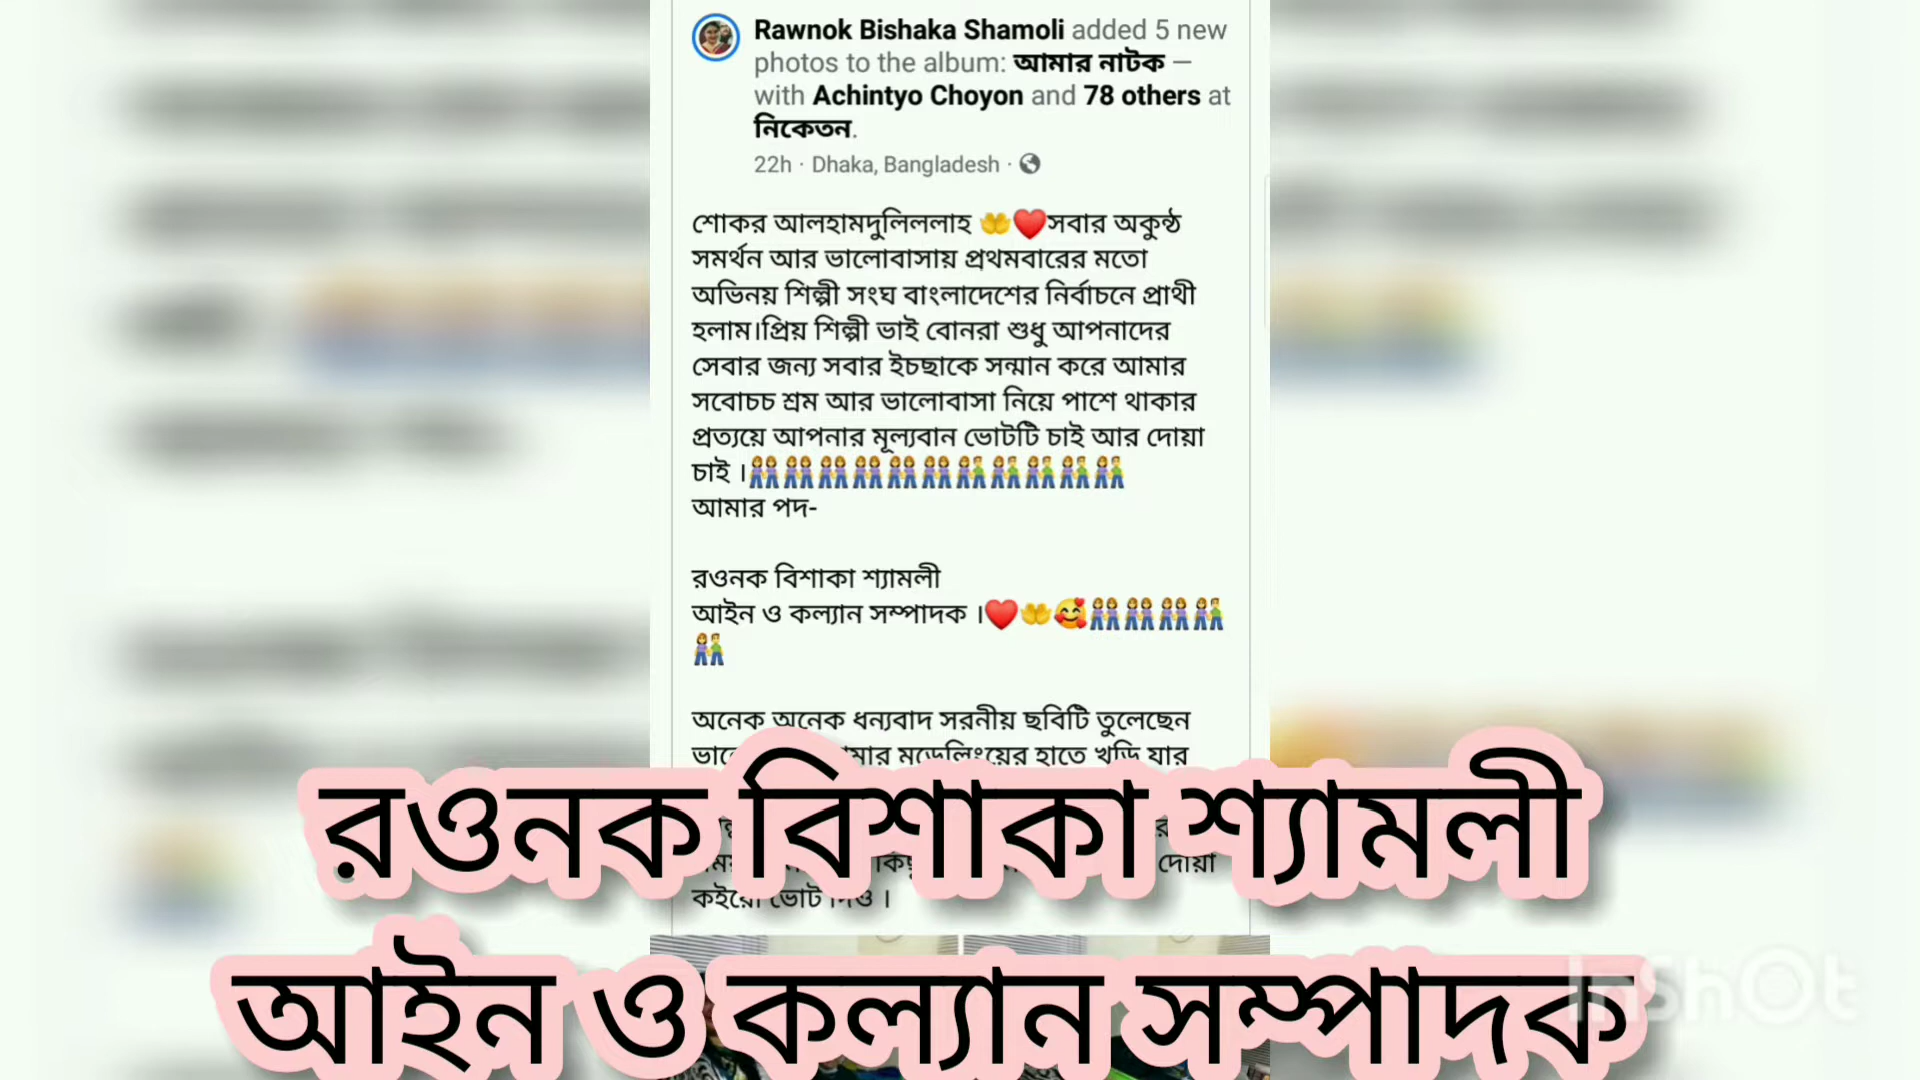 Rawnok Bishaka Shamoli added 5 new
photos to the album: আমার নাটক —
with Achintyo Choyon and 78 others at
নিকেতন.
22h · Dhaka, Bangladesh ·
শোকর আলহামদুলিললাহ 🤲❤️সবার অকুন্ঠ
সমর্থন আর ভালোবাসায় প্রথমবারের মতো
অভিনয় শিল্পী সংঘ বাংলাদেশের নির্বাচনে প্রাথী
হলাম।প্রিয় শিল্পী ভাই বোনরা শুধু আপনাদের
সেবার জন্য সবার ইচছাকে সন্মান করে আমার
সবোচচ শ্রম আর ভালোবাসা নিয়ে পাশে থাকার
প্রত্যয়ে আপনার মূল্যবান ভোটটি চাই আর দোয়া
চাই ।👭👭👭👭👭👭👫👫👫👫👫
আমার পদ-
রওনক বিশাকা শ্যামলী
আইন ও কল্যান সম্পাদক ।❤️🤲🥰👭👭👭👫
👫
অনেক অনেক ধন্যবাদ সরনীয় ছবিটি তুলেছেন
মডেলিংয়ের হাতে খড়ি যার
দোয়া
কইরো ভোট দিও ।
রওনক বিশাকা শ্যামলী
আইন ও কল্যান সম্পাদক
InShOt